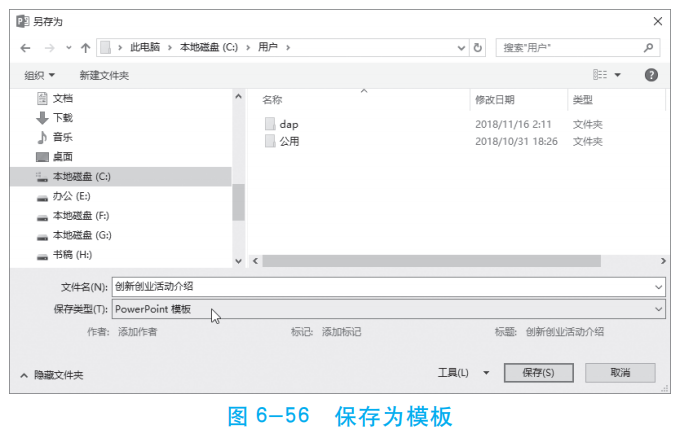 另存为
此电脑 › 本地磁盘 (C:) › 用户 ›
搜索"用户"
组织 新建文件夹
名称 修改日期 类型
文档
下载
音乐
桌面
本地磁盘 (C:)
办公 (E:)
本地磁盘 (F:)
本地磁盘 (G:)
书稿 (H:)
dap 2018/11/16 2:11 文件夹
公用 2018/10/31 18:26 文件夹
文件名(N): 创新创业活动介绍
保存类型(T): PowerPoint 模板
作者: 添加作者 标记: 添加标记 标题: 创新创业活动介绍
隐藏文件夹 工具(L) 保存(S) 取消
图 6-56 保存为模板